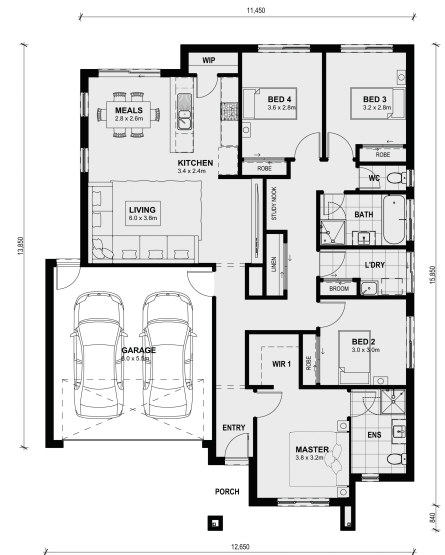 11,450
WIP
MEALS
2.8 x 2.6m
BED 4
3.6 x 2.8m
BED 3
3.2 x 2.8m
KITCHEN
3.4 x 2.4m
ROBE
ROBE
WC
LIVING
6.0 x 3.8m
STUDY NOOK
BATH
13,850
15,850
LINEN
L'DRY
BROOM
GARAGE
6.0 x 5.5m
WIR 1
ROBE
BED 2
3.0 x 3.0m
ENTRY
MASTER
3.8 x 3.2m
ENS
PORCH
840
12,650